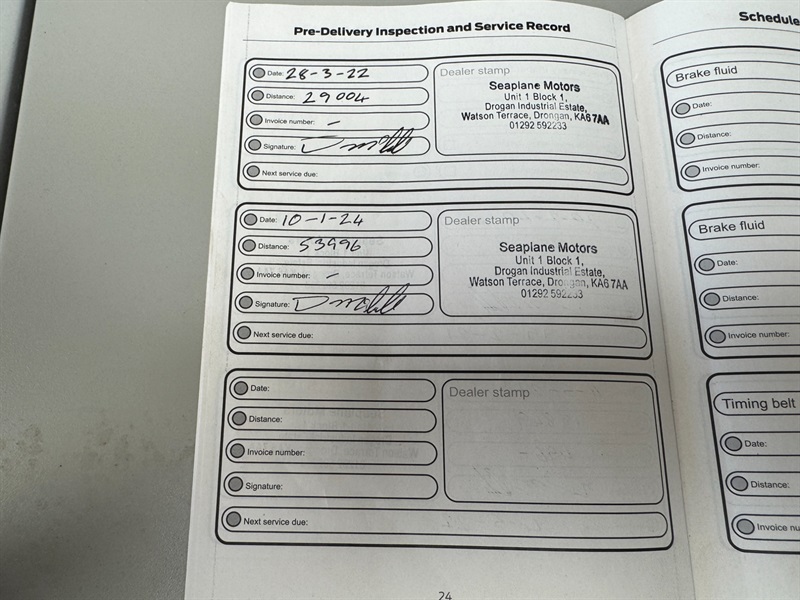 Pre-Delivery Inspection and Service Record
Date: 28-3-22
Distance: 29004
Invoice number: -
Signature:
Next service due:
Dealer stamp
Seaplane Motors
Unit 1 Block 1,
Drogan Industrial Estate,
Watson Terrace, Drongan, KA6 7AA
01292 592233
Date: 10-1-24
Distance: 53996
Invoice number: -
Signature:
Next service due:
Dealer stamp
Seaplane Motors
Unit 1 Block 1,
Drogan Industrial Estate,
Watson Terrace, Drongan, KA6 7AA
01292 592233
Date:
Distance:
Invoice number:
Signature:
Next service due:
Dealer stamp
24
Schedule
Brake fluid
Date:
Distance:
Invoice number:
Brake fluid
Date:
Distance:
Invoice number:
Timing belt
Date:
Distance:
Invoice nu